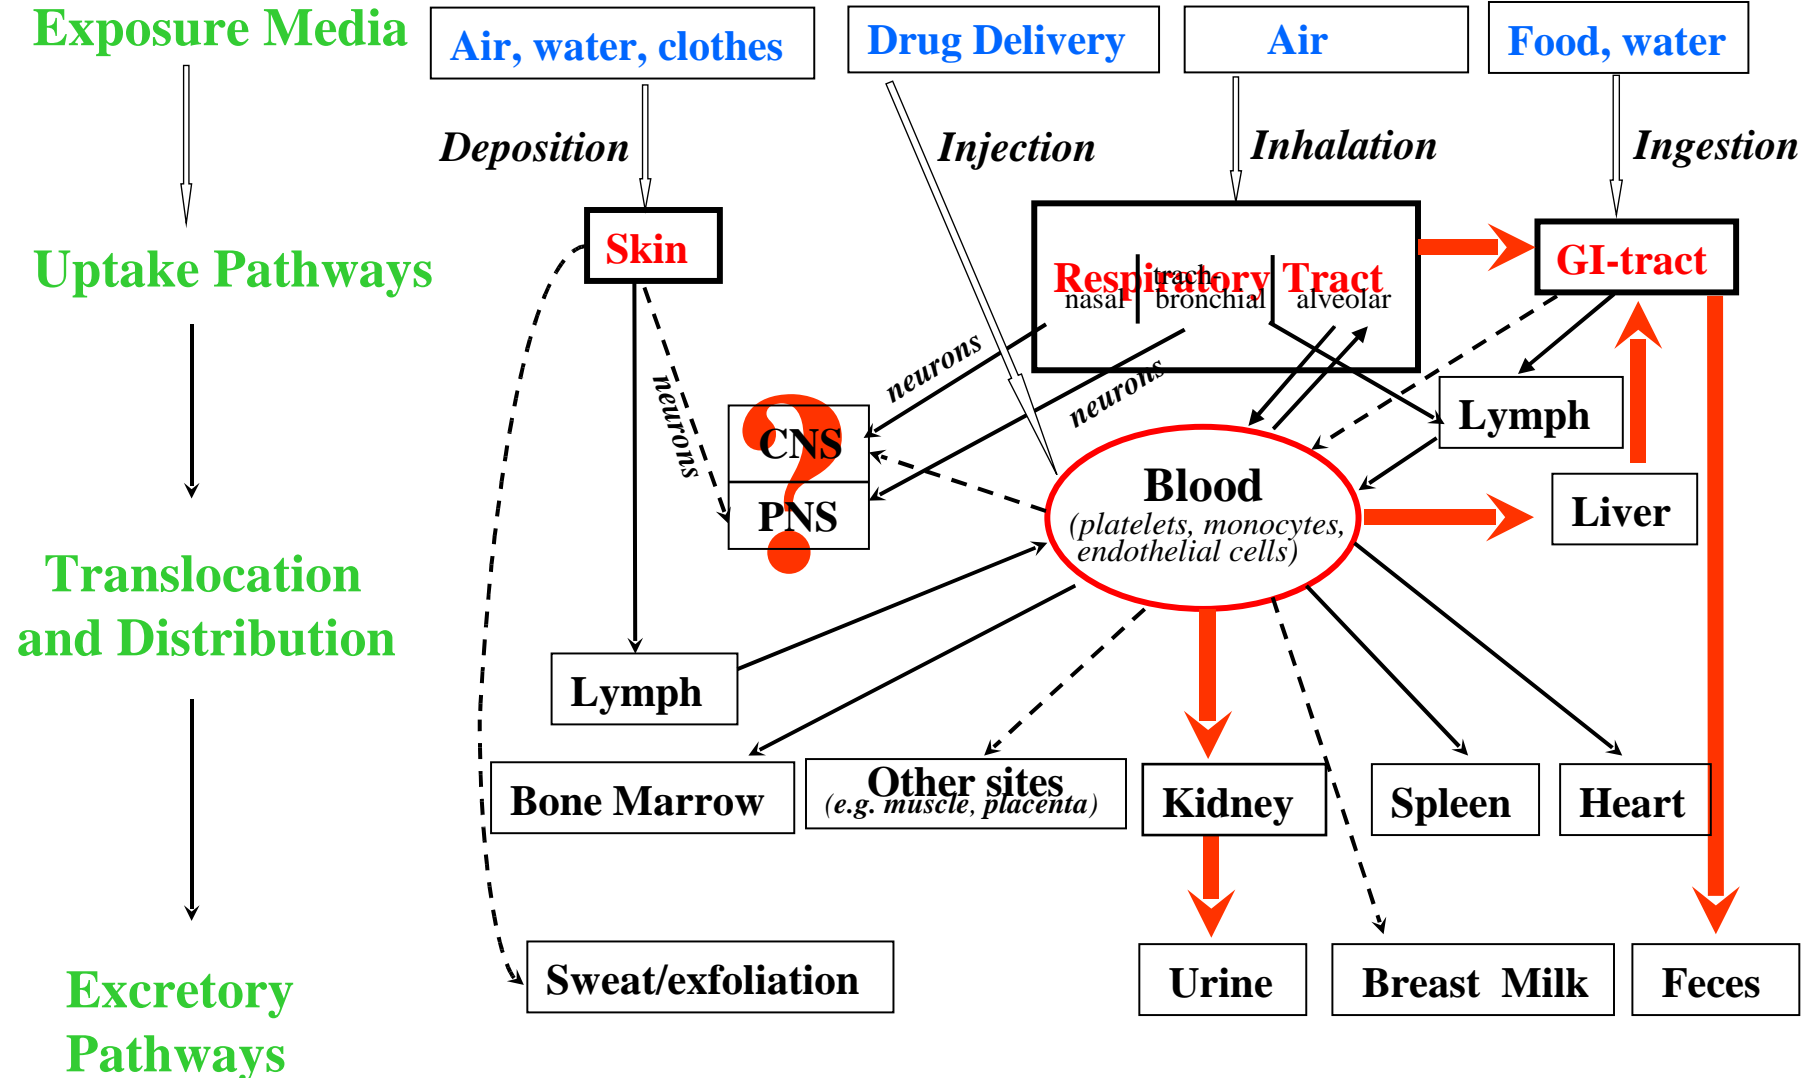 Exposure Media
Air, water, clothes
Drug Delivery
Air
Food, water
Deposition
Injection
Inhalation
Ingestion
Uptake Pathways
Skin
Respiratory Tract
nasal
trach-
bronchial
alveolar
GI-tract
neurons
neurons
neurons
?
CNS
PNS
Lymph
Blood
(platelets, monocytes,
endothelial cells)
Liver
Translocation
and Distribution
Lymph
Bone Marrow
Other sites
(e.g. muscle, placenta)
Kidney
Spleen
Heart
Excretory
Pathways
Sweat/exfoliation
Urine
Breast Milk
Feces